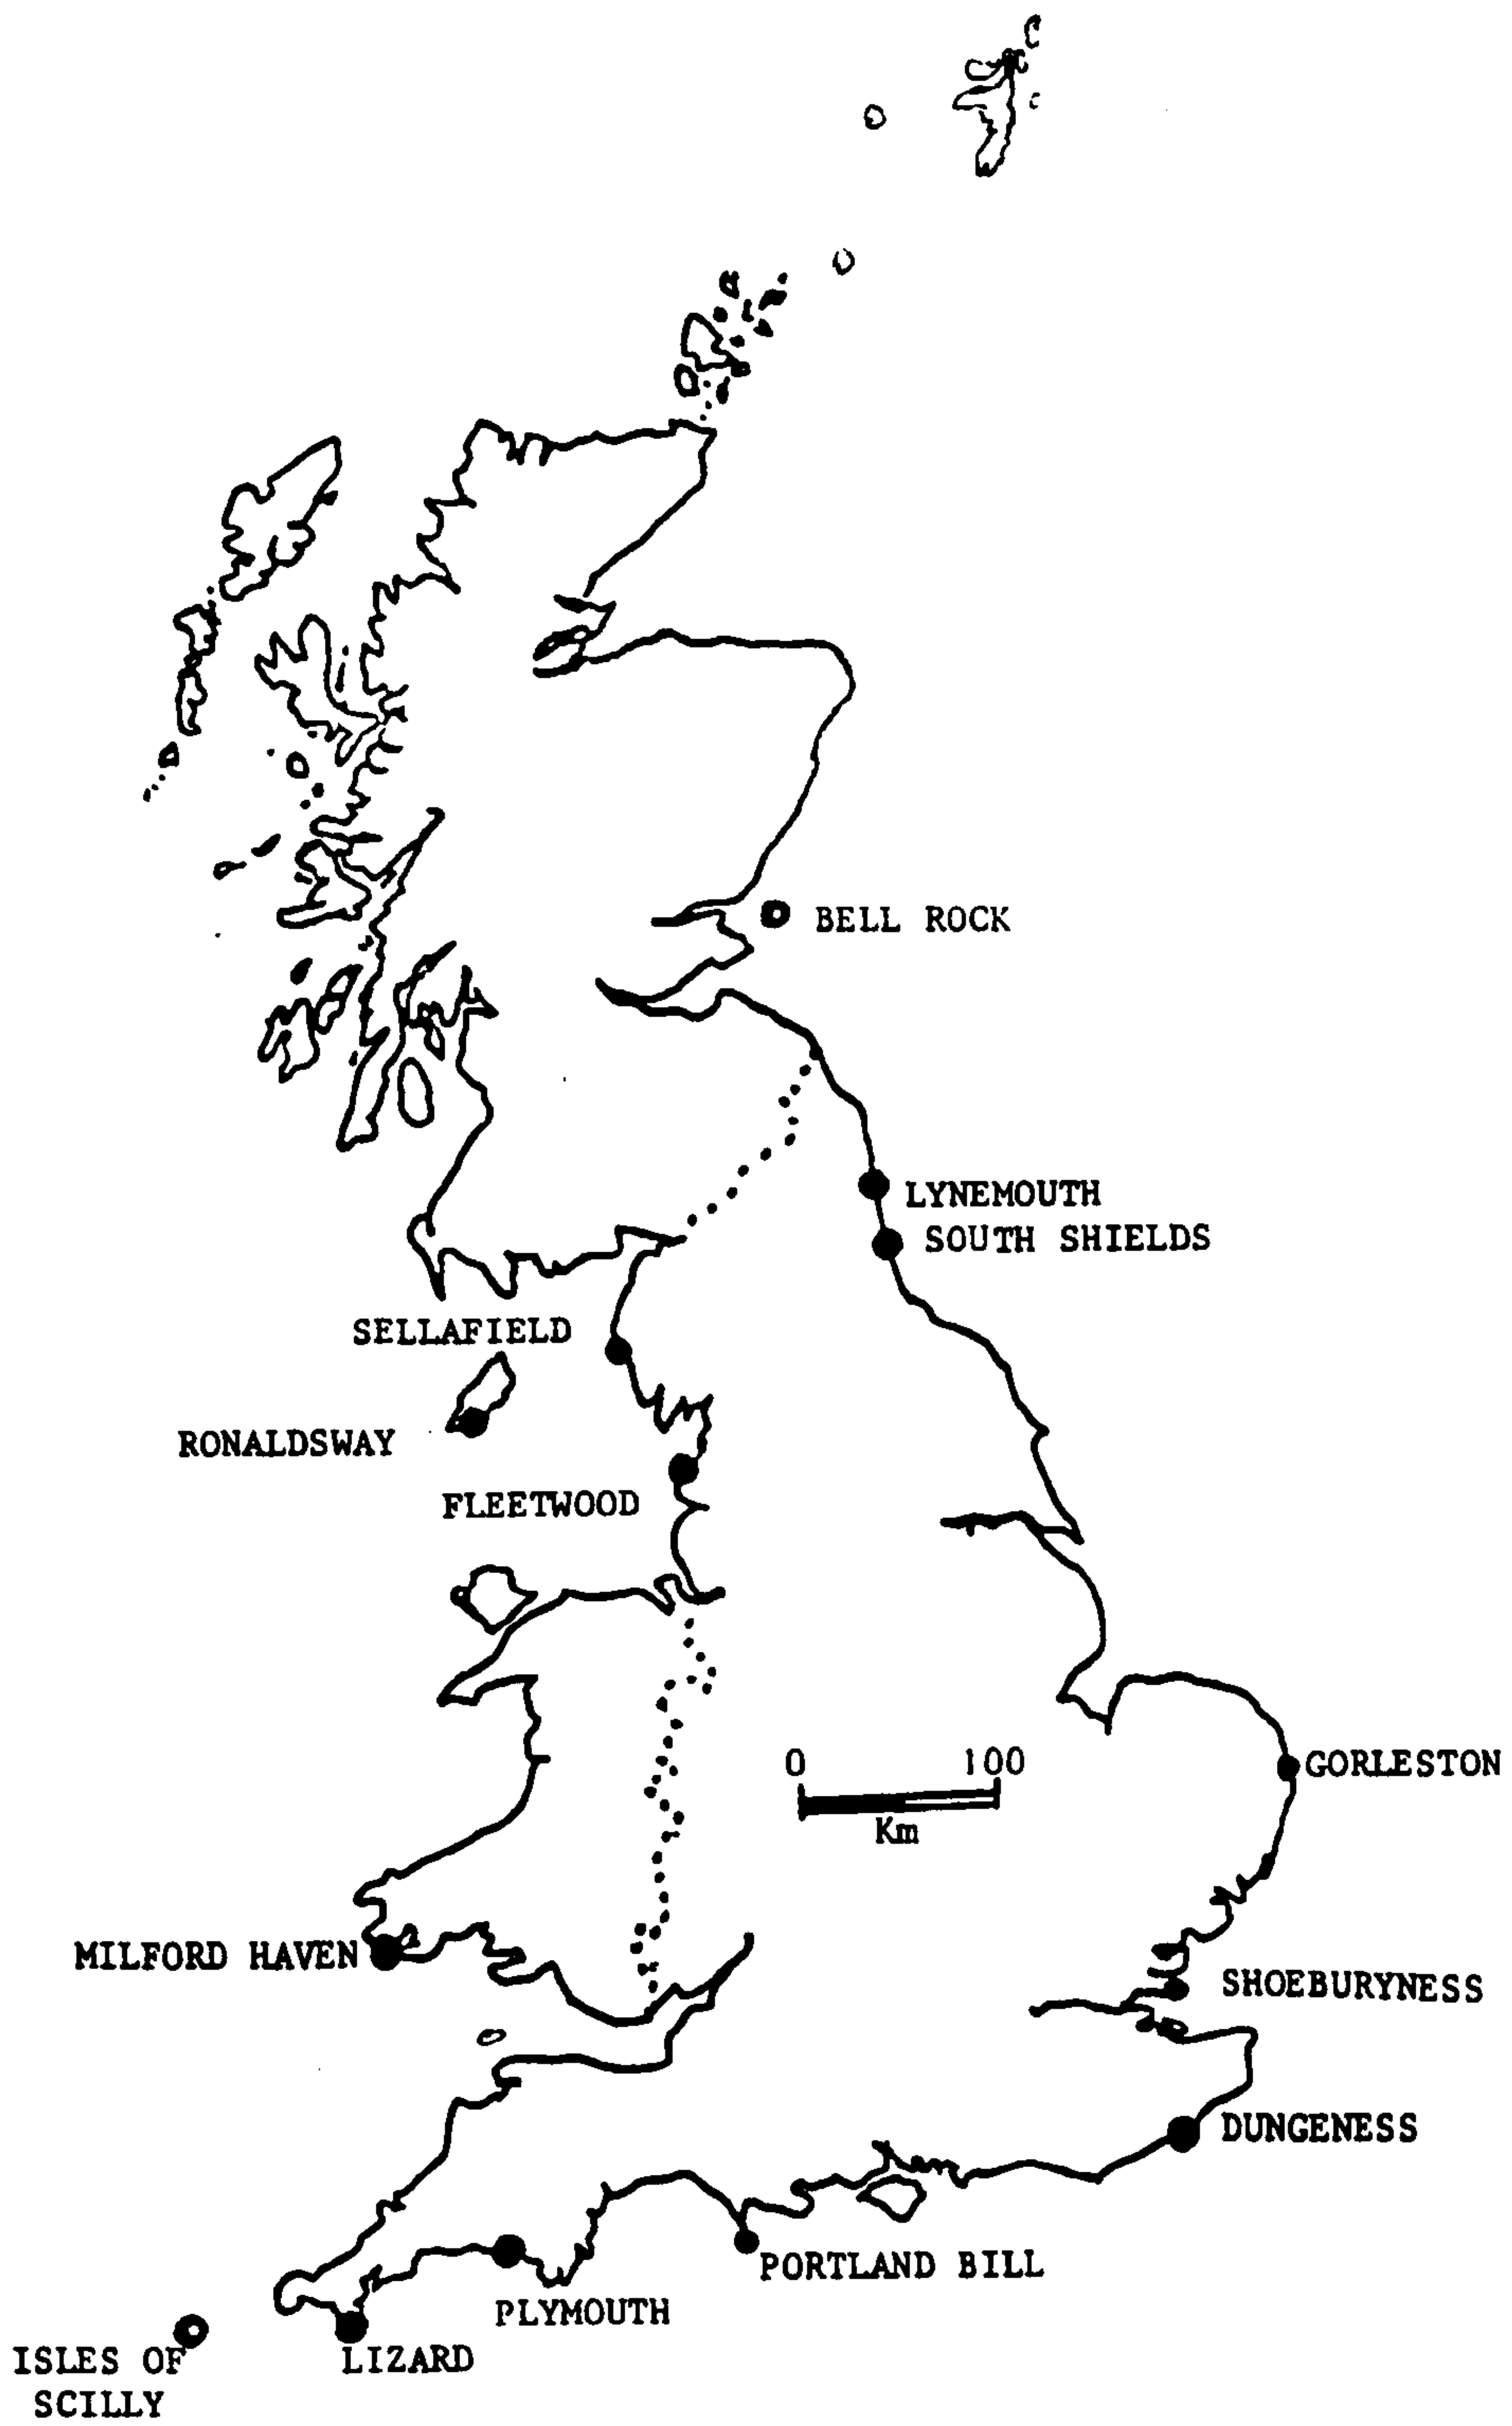 BELL ROCK
LYNEMOUTH
SOUTH SHIELDS
SELLAFIELD
RONALDSWAY
FLEETWOOD
0 100
Km
GORLESTON
MILFORD HAVEN
SHOEBURYNESS
DUNGENESS
PORTLAND BILL
PLYMOUTH
LIZARD
ISLES OF
SCILLY